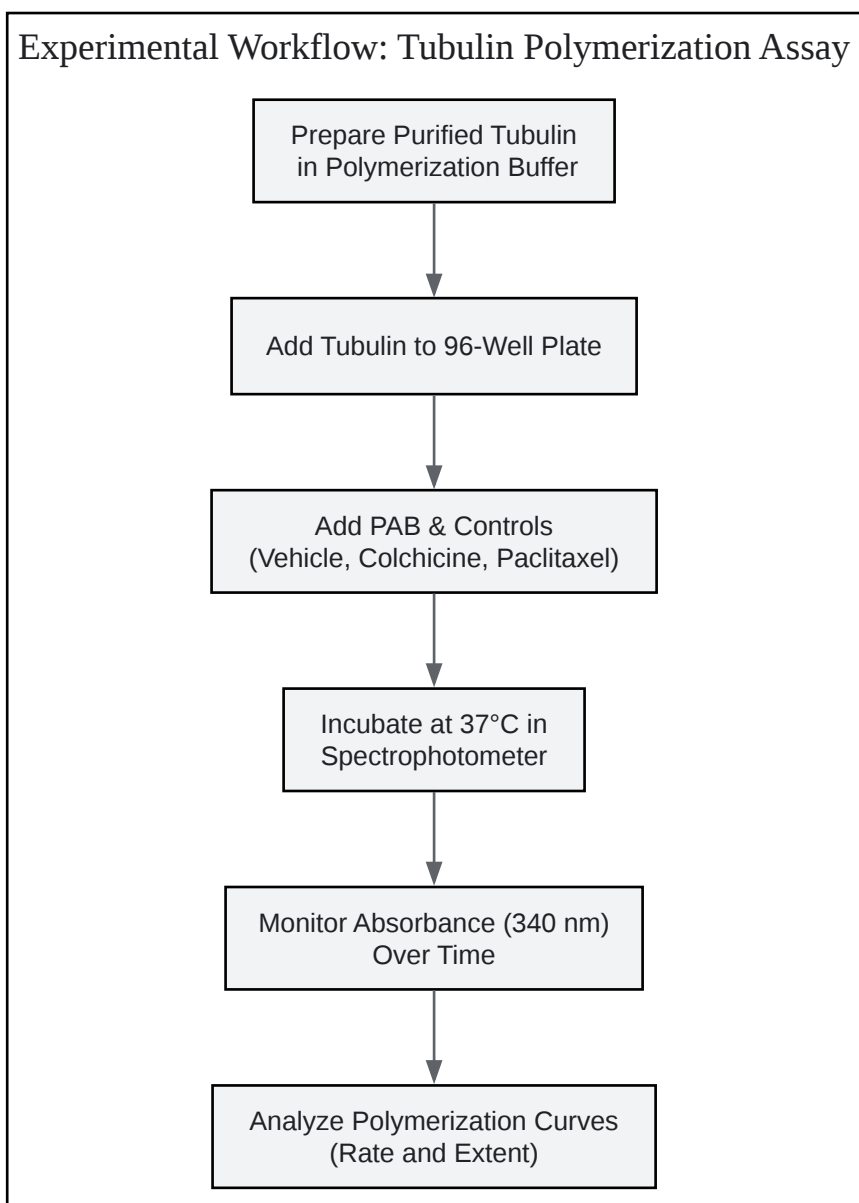 Experimental Workflow: Tubulin Polymerization Assay
Prepare Purified Tubulin
in Polymerization Buffer
Add Tubulin to 96-Well Plate
Add PAB & Controls
(Vehicle, Colchicine, Paclitaxel)
Incubate at 37°C in
Spectrophotometer
Monitor Absorbance (340 nm)
Over Time
Analyze Polymerization Curves
(Rate and Extent)